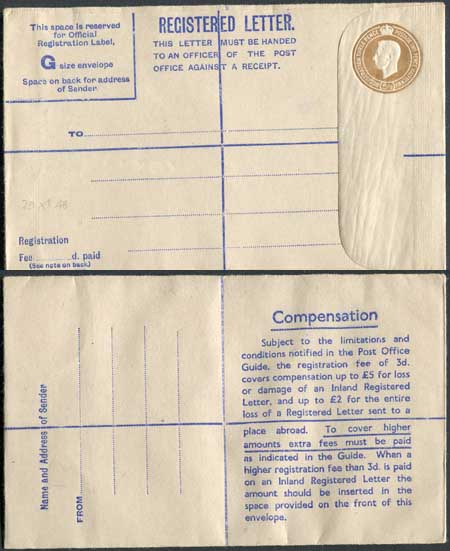 This space is reserved
for Official
Registration Label,
G size envelope
Space on back for address
of Sender
REGISTERED LETTER.
THIS LETTER MUST BE HANDED
TO AN OFFICER OF THE POST
OFFICE AGAINST A RECEIPT.
TO
Registration
Fee d. paid
(See note on back)
Name and Address of Sender
FROM
Compensation
Subject to the limitations and
conditions notified in the Post Office
Guide, the registration fee of 3d.
covers compensation up to £5 for loss
or damage of an Inland Registered
Letter, and up to £2 for the entire
loss of a Registered Letter sent to a
place abroad. To cover higher
amounts extra fees must be paid
as indicated in the Guide. When a
higher registration fee than 3d. is paid
on an Inland Registered Letter the
amount should be inserted in the
space provided on the front of this
envelope.